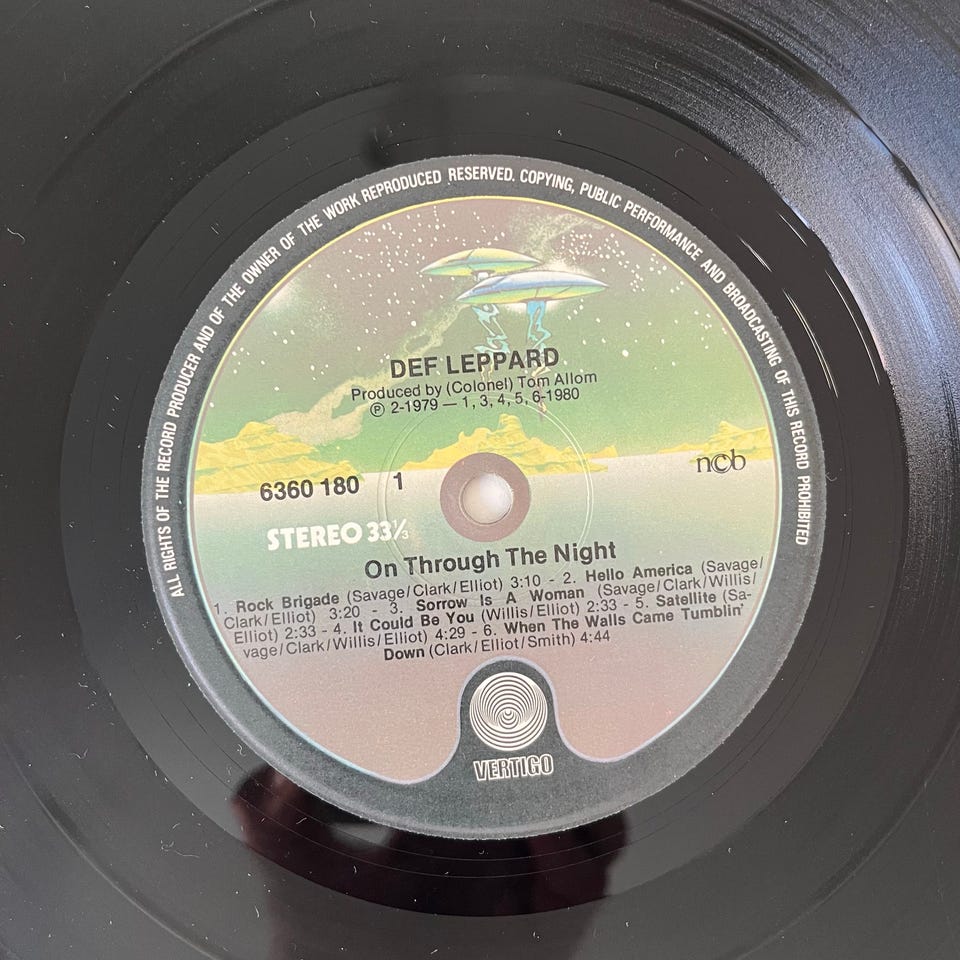 ALL RIGHTS OF THE RECORD PRODUCER AND OF THE OWNER OF THE WORK REPRODUCED RESERVED. COPYING, PUBLIC PERFORMANCE AND BROADCASTING OF THIS RECORD PROHIBITED
DEF LEPPARD
Produced by (Colonel) Tom Allom
℗ 2-1979 — 1, 3, 4, 5, 6-1980
ncb
6360 180 1
STEREO 33⅓
On Through The Night
1. Rock Brigade (Savage/Clark/Elliot) 3:10 - 2. Hello America (Savage/
Clark/Elliot) 3:20 - 3. Sorrow Is A Woman (Savage/Clark/Willis/
Elliot) 2:33 - 4. It Could Be You (Willis/Elliot) 2:33 - 5. Satellite (Sa-
vage/Clark/Willis/Elliot) 4:29 - 6. When The Walls Came Tumblin'
Down (Clark/Elliot/Smith) 4:44
VERTIGO